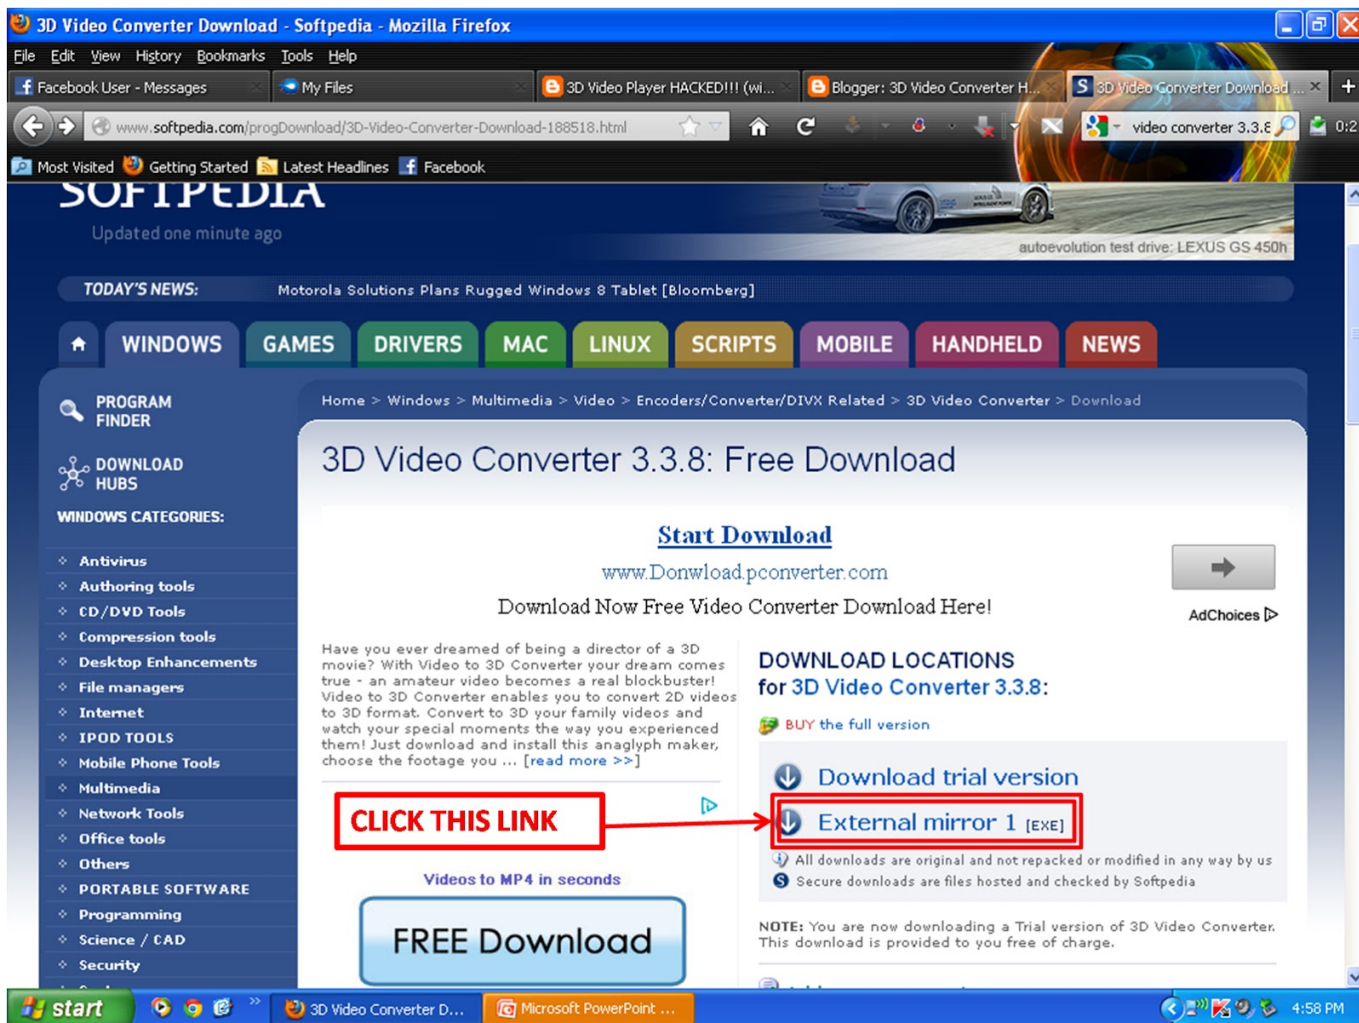 3D Video Converter Download - Softpedia - Mozilla Firefox
File Edit View History Bookmarks Tools Help
Facebook User - Messages
My Files
3D Video Player HACKED!!! (wi...
Blogger: 3D Video Converter H...
3D Video Converter Download ...
www.softpedia.com/progDownload/3D-Video-Converter-Download-188518.html
video converter 3.3.8
0:2
Most Visited Getting Started Latest Headlines Facebook
SOFTPEDIA
Updated one minute ago
autoevolution test drive: LEXUS GS 450h
TODAY'S NEWS: Motorola Solutions Plans Rugged Windows 8 Tablet [Bloomberg]
WINDOWS GAMES DRIVERS MAC LINUX SCRIPTS MOBILE HANDHELD NEWS
PROGRAM
FINDER
DOWNLOAD
HUBS
WINDOWS CATEGORIES:
Antivirus
Authoring tools
CD/DVD Tools
Compression tools
Desktop Enhancements
File managers
Internet
IPOD TOOLS
Mobile Phone Tools
Multimedia
Network Tools
Office tools
Others
PORTABLE SOFTWARE
Programming
Science / CAD
Security
Home > Windows > Multimedia > Video > Encoders/Converter/DIVX Related > 3D Video Converter > Download
3D Video Converter 3.3.8: Free Download
Start Download
www.Donwload.pconverter.com
Download Now Free Video Converter Download Here!
AdChoices
Have you ever dreamed of being a director of a 3D
movie? With Video to 3D Converter your dream comes
true - an amateur video becomes a real blockbuster!
Video to 3D Converter enables you to convert 2D videos
to 3D format. Convert to 3D your family videos and
watch your special moments the way you experienced
them! Just download and install this anaglyph maker,
choose the footage you ... [read more >>]
CLICK THIS LINK
Videos to MP4 in seconds
FREE Download
DOWNLOAD LOCATIONS
for 3D Video Converter 3.3.8:
BUY the full version
Download trial version
External mirror 1 [EXE]
All downloads are original and not repacked or modified in any way by us
Secure downloads are files hosted and checked by Softpedia
NOTE: You are now downloading a Trial version of 3D Video Converter.
This download is provided to you free of charge.
start
3D Video Converter D...
Microsoft PowerPoint ...
4:58 PM